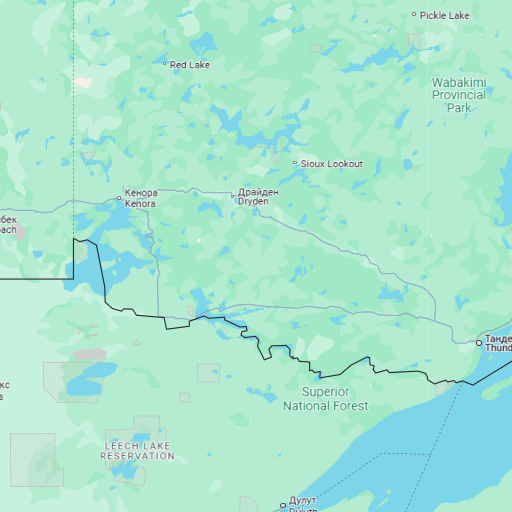 Pickle Lake
Red Lake
Wabakimi
Provincial
Park
Sioux Lookout
Кенора
Kenora
Драйден
Dryden
Танде
Thund
Superior
National Forest
LEECH LAKE
RESERVATION
Дулут
Duluth